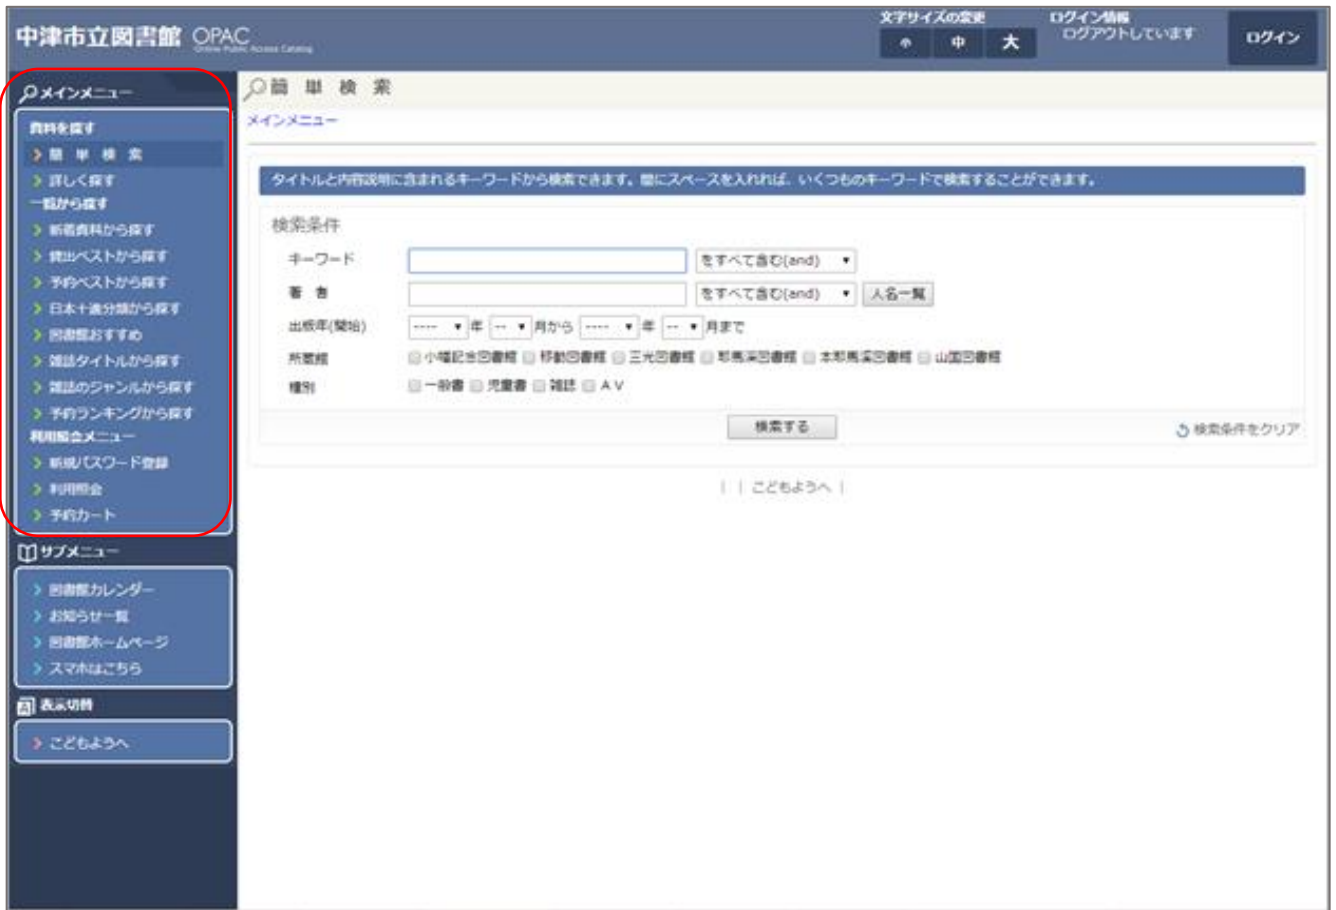 中津市立図書館 OPAC
Online Public Access Catalog
文字サイズの変更
小 中 大
ログイン情報
ログアウトしています
ログイン
メインメニュー
資料を探す
簡単検索
詳しく探す
一覧から探す
新着資料から探す
貸出ベストから探す
予約ベストから探す
日本十進分類から探す
図書館おすすめ
雑誌タイトルから探す
雑誌のジャンルから探す
予約ランキングから探す
利用照会メニュー
新規パスワード登録
利用照会
予約カート
サブメニュー
図書館カレンダー
お知らせ一覧
図書館ホームページ
スマホはこちら
表示切替
こどもようへ
簡単検索
メインメニュー
タイトルと内容説明に含まれるキーワードから検索できます。間にスペースを入れれば、いくつものキーワードで検索することができます。
検索条件
キーワード をすべて含む(and)
著者 をすべて含む(and) 人名一覧
出版年(開始) ---- 年 -- 月から ---- 年 -- 月まで
所蔵館 小幡記念図書館 移動図書館 三光図書館 耶馬溪図書館 本耶馬溪図書館 山国図書館
種別 一般書 児童書 雑誌 AV
検索する
検索条件をクリア
| | こどもようへ |